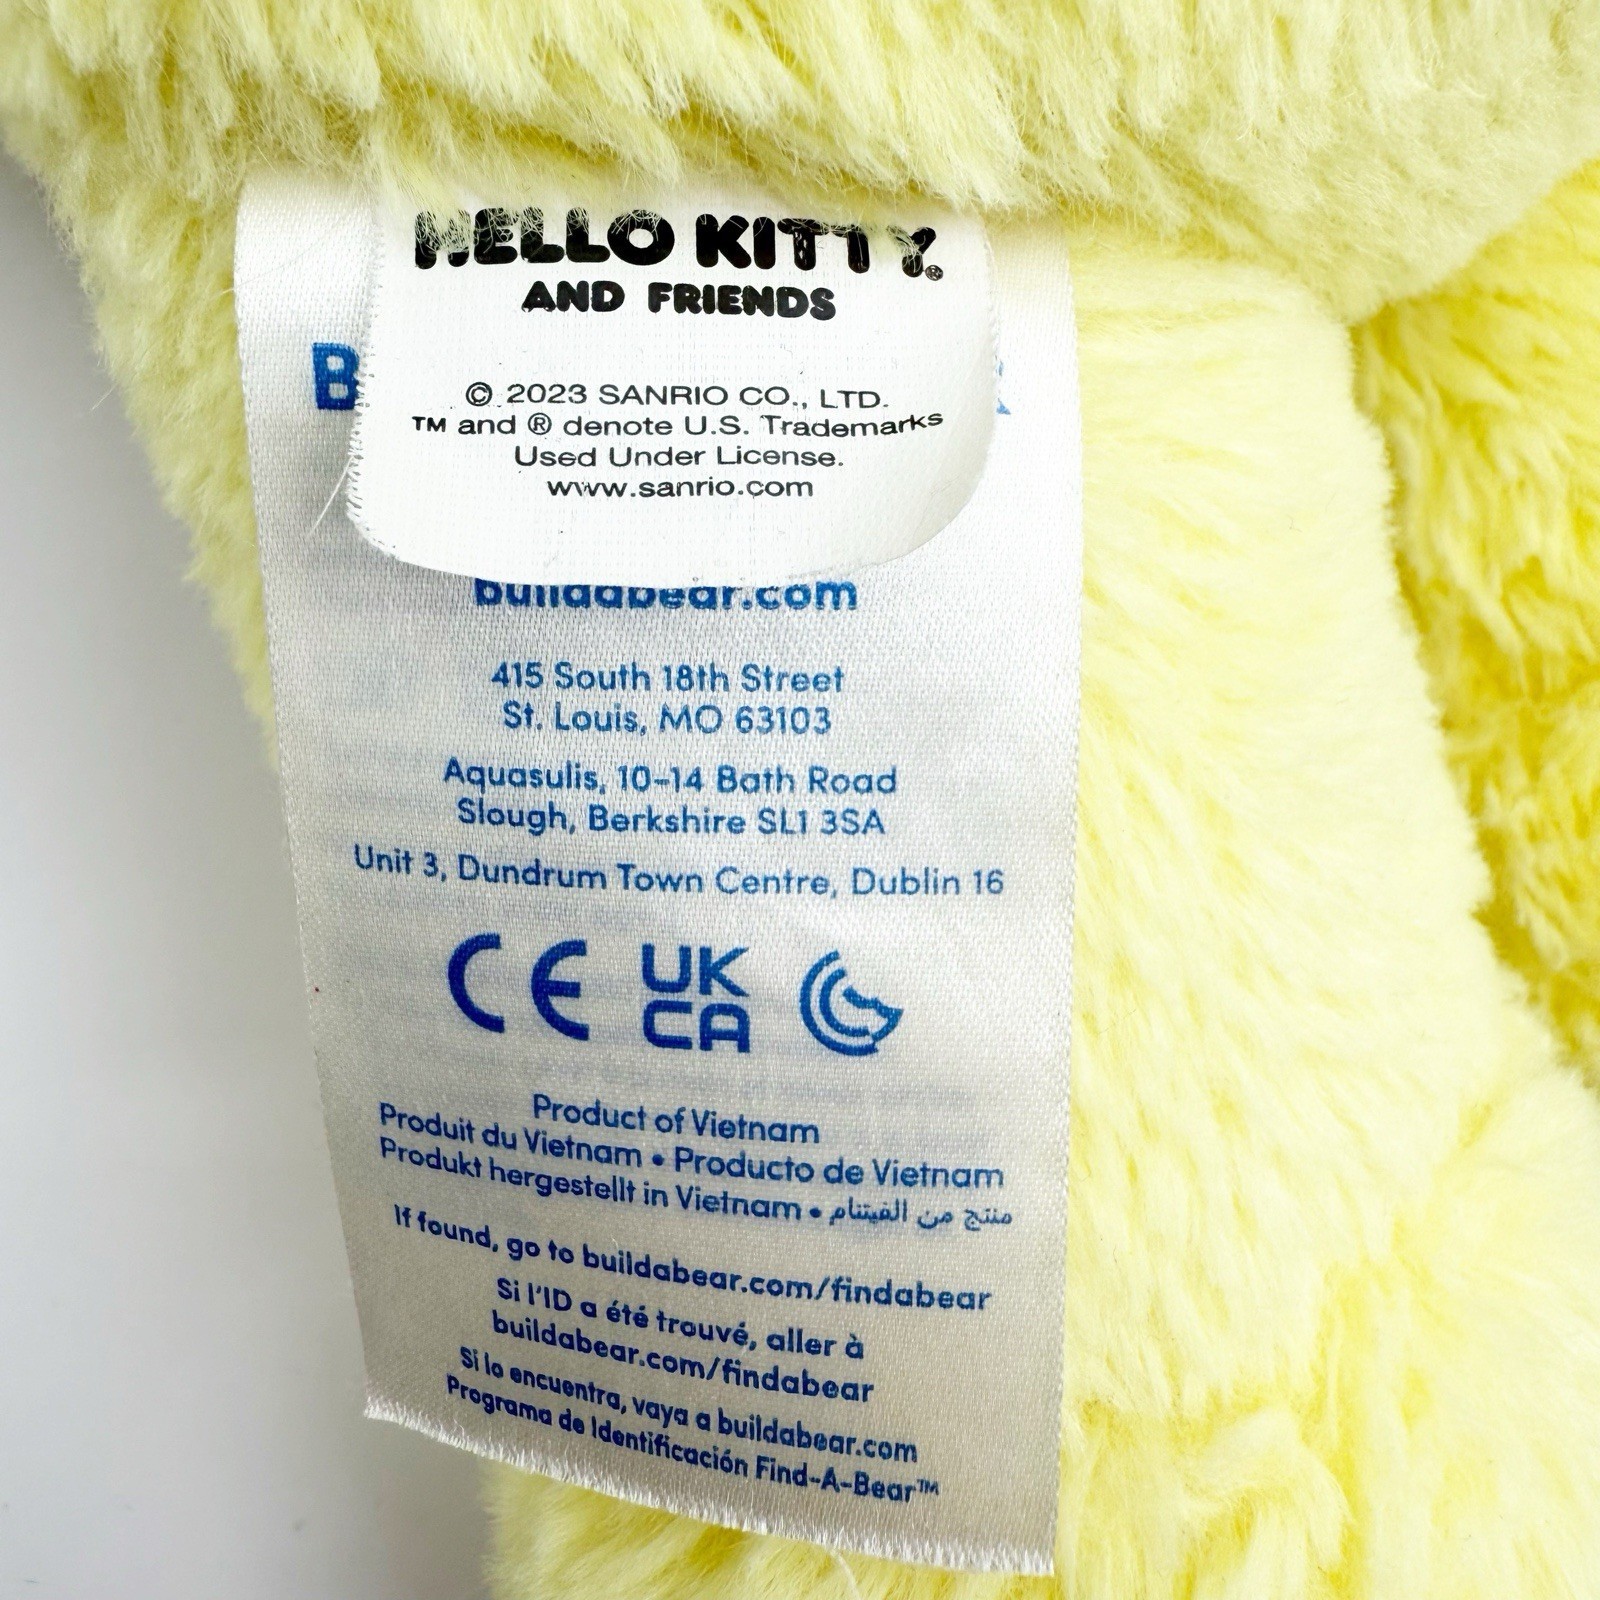 HELLO KITTY®
AND FRIENDS
© 2023 SANRIO CO., LTD.
™ and ® denote U.S. Trademarks
Used Under License.
www.sanrio.com
buildabear.com
415 South 18th Street
St. Louis, MO 63103
Aquasulis, 10-14 Bath Road
Slough, Berkshire SL1 3SA
Unit 3, Dundrum Town Centre, Dublin 16
CE UK
CA
Product of Vietnam
Produit du Vietnam • Producto de Vietnam
Produkt hergestellt in Vietnam • منتج من الفيتنام
If found, go to buildabear.com/findabear
Si l'ID a été trouvé, aller à
buildabear.com/findabear
Si lo encuentra, vaya a buildabear.com
Programa de Identificación Find-A-Bear™